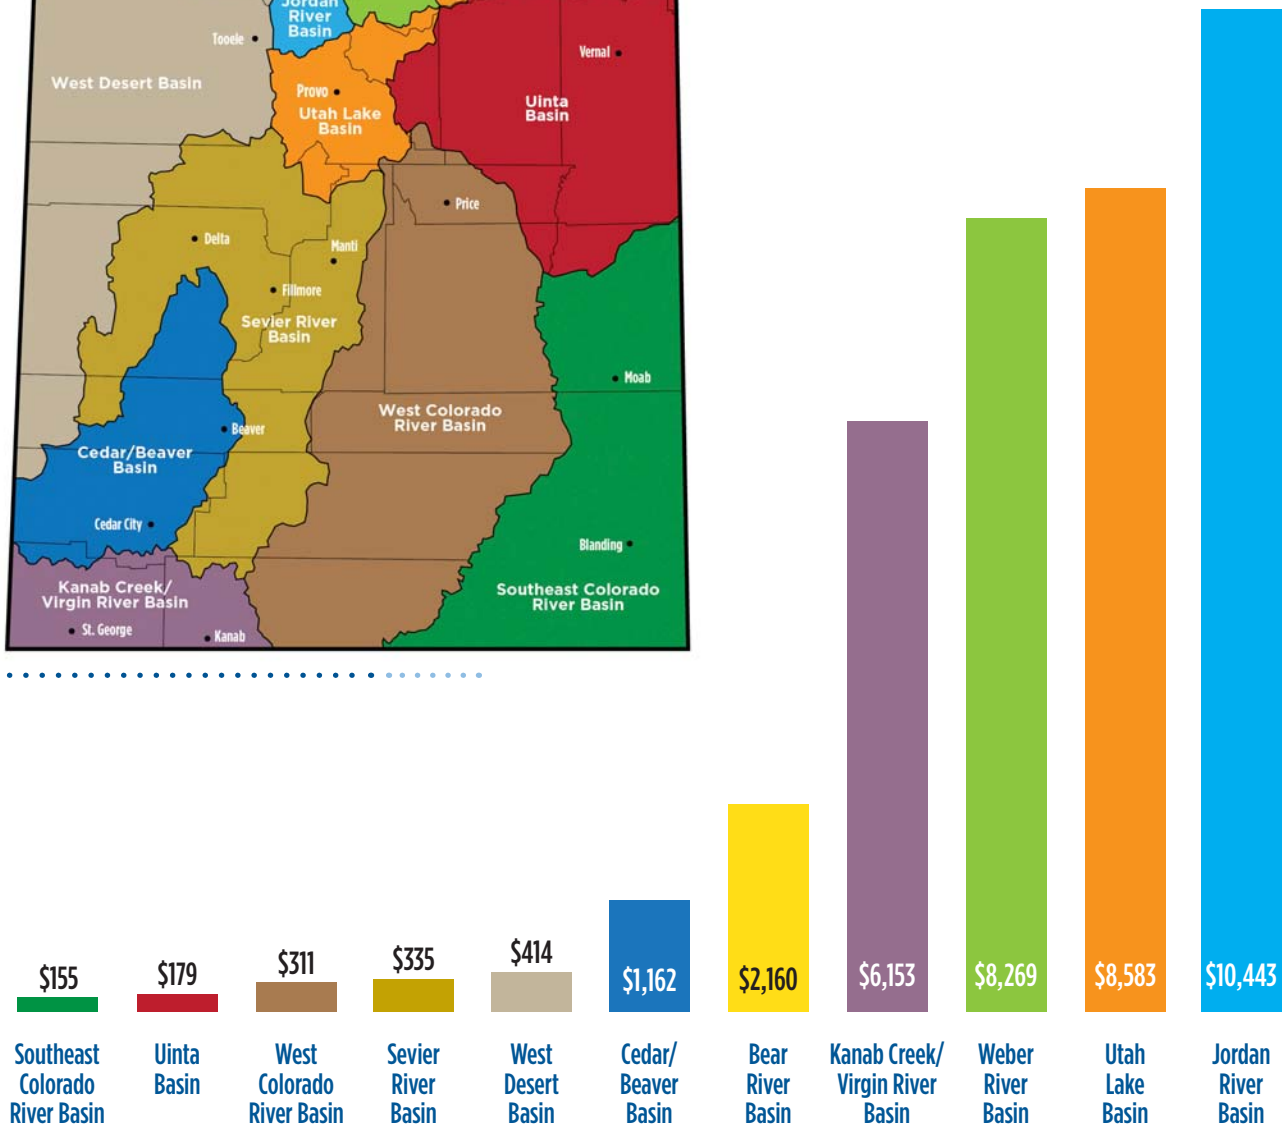 Jordan
River
Basin
Tooele
Vernal
West Desert Basin
Provo
Utah Lake
Basin
Uinta
Basin
Price
Delta
Manti
Fillmore
Sevier River
Basin
Moab
West Colorado
River Basin
Beaver
Cedar/Beaver
Basin
Cedar City
Blanding
Kanab Creek/
Virgin River Basin
Southeast Colorado
River Basin
St. George
Kanab
$155
$179
$311
$335
$414
$1,162
$2,160
$6,153
$8,269
$8,583
$10,443
Southeast
Colorado
River Basin
Uinta
Basin
West
Colorado
River Basin
Sevier
River
Basin
West
Desert
Basin
Cedar/
Beaver
Basin
Bear
River
Basin
Kanab Creek/
Virgin River
Basin
Weber
River
Basin
Utah
Lake
Basin
Jordan
River
Basin